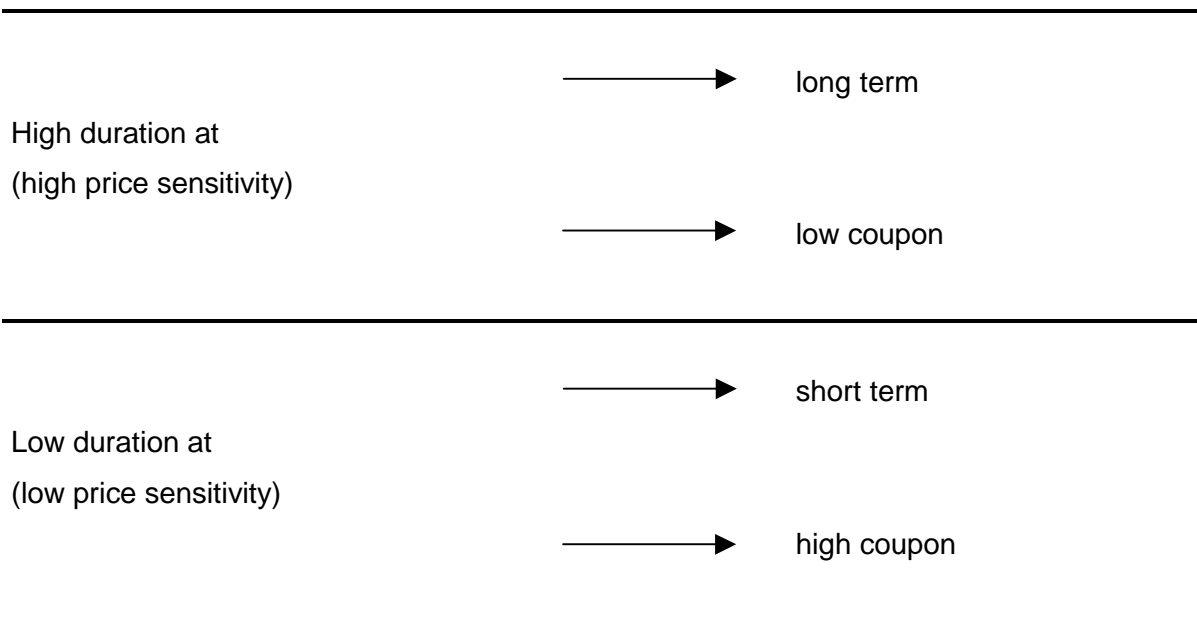 long term
High duration at
(high price sensitivity)
low coupon
short term
Low duration at
(low price sensitivity)
high coupon